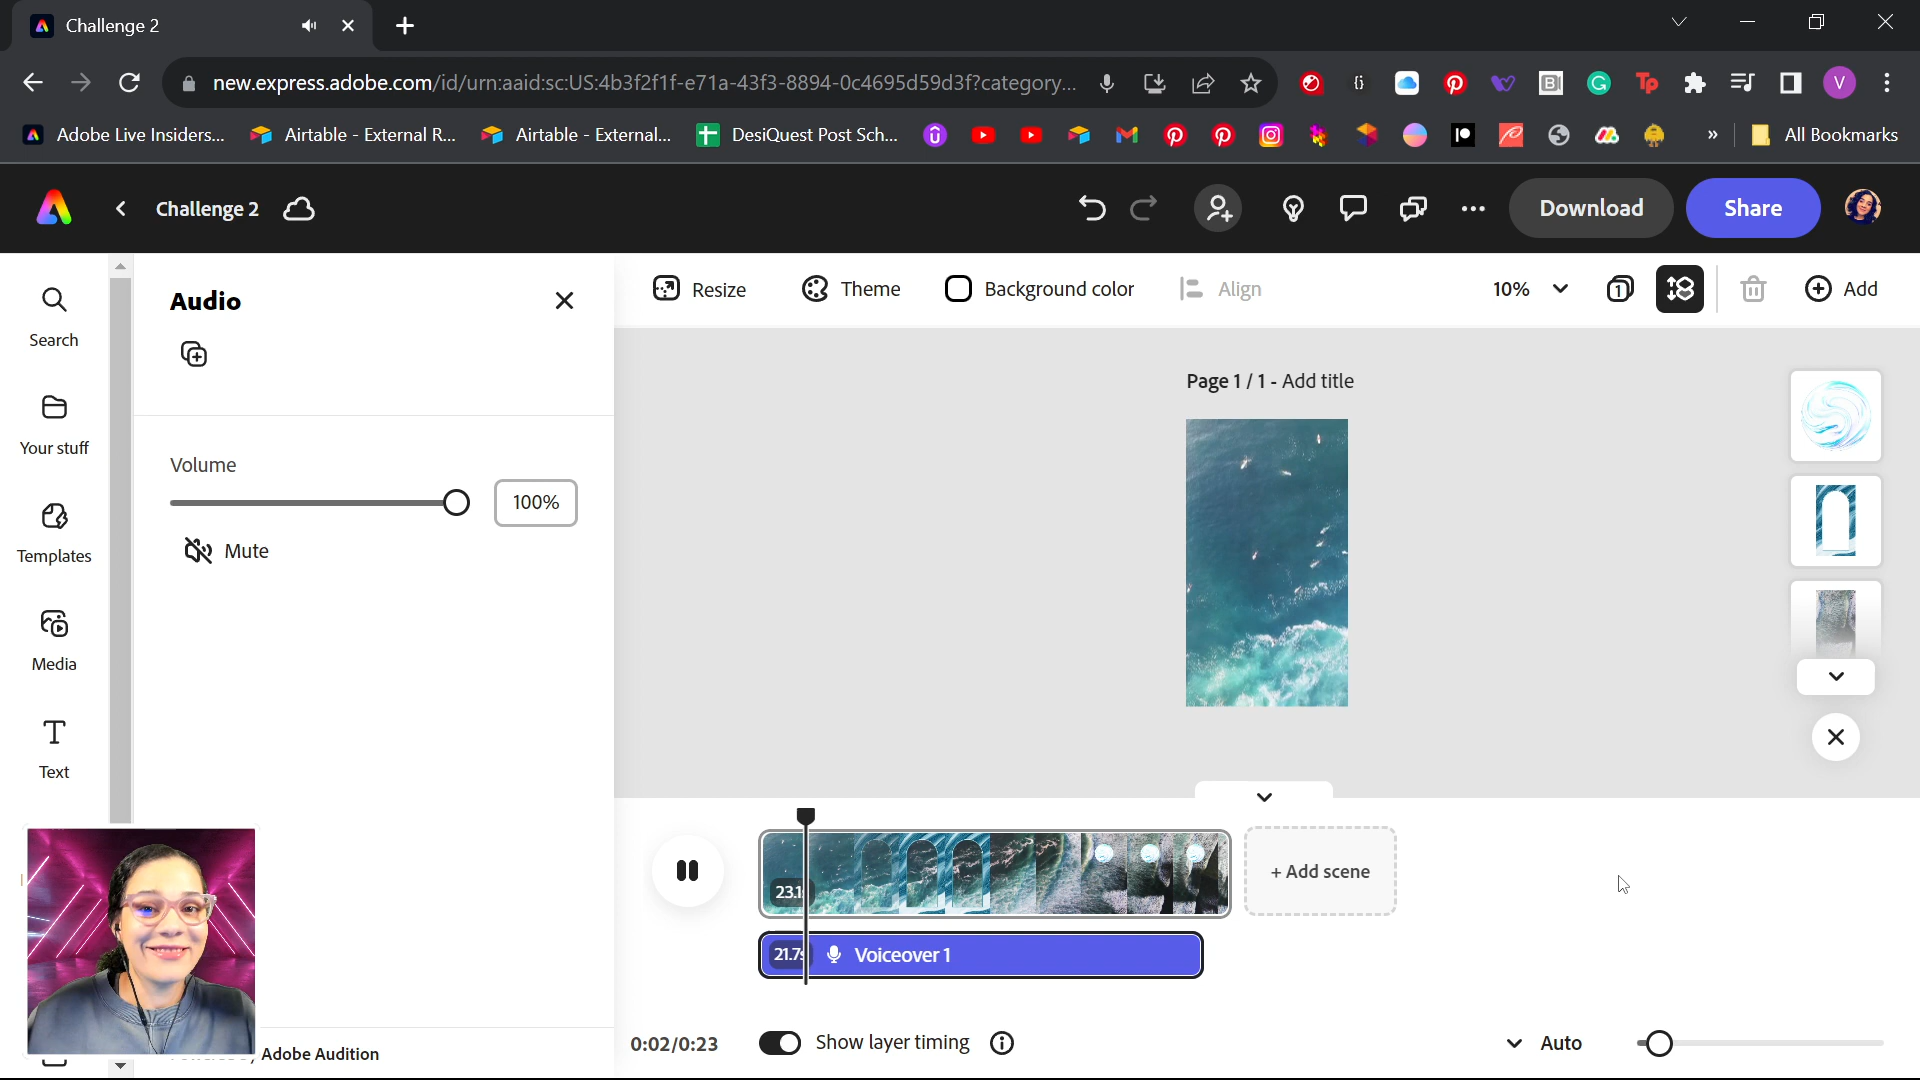 Challenge 2
new.express.adobe.com/id/urn:aaid:sc:US:4b3f2f1f-e71a-43f3-8894-0c4695d59d3f?category...
Adobe Live Insiders...
Airtable - External R...
Airtable - External...
DesiQuest Post Sch...
» All Bookmarks
Challenge 2
Download
Share
Search
Your stuff
Templates
Media
Text
Audio
Volume
100%
Mute
Adobe Audition
Resize
Theme
Background color
Align
10%
1
Add
Page 1 / 1 - Add title
+ Add scene
Voiceover 1
0:02/0:23
Show layer timing
Auto